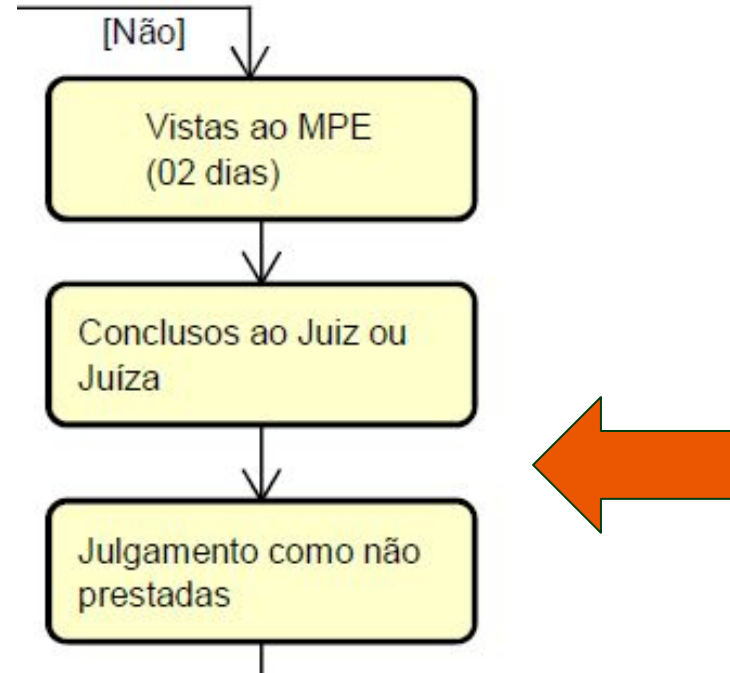 [Não]
Vistas ao MPE
(02 dias)
Conclusos ao Juiz ou
Juíza
Julgamento como não
prestadas